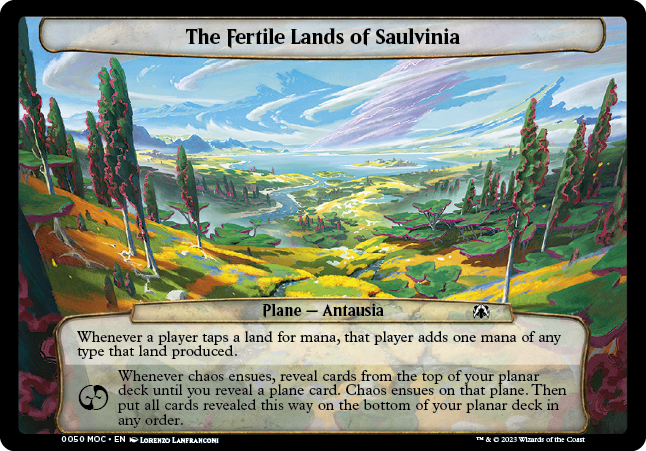 The Fertile Lands of Saulvinia
Plane — Antausia
Whenever a player taps a land for mana, that player adds one mana of any
type that land produced.
Whenever chaos ensues, reveal cards from the top of your planar
deck until you reveal a plane card. Chaos ensues on that plane. Then
put all cards revealed this way on the bottom of your planar deck in
any order.
0050 MOC • EN Lorenzo Lanfranconi
™ & © 2023 Wizards of the Coast